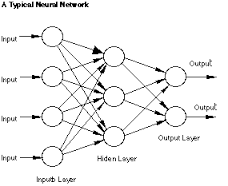 A Typical Neural Network
Input
Output
Input
Input
Output
Input
Output Layer
Hiden Layer
Inputb Layer